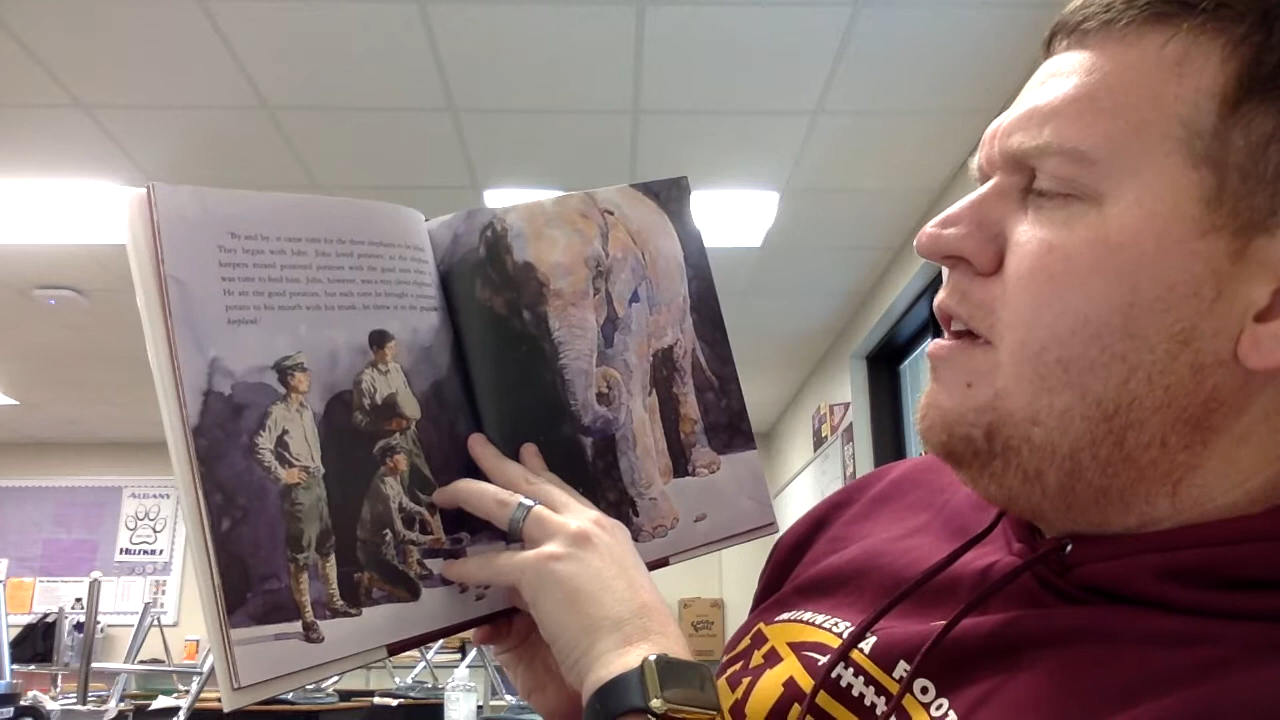 "By and by, it came time for the three elephants to be killed.
They began with John. John loved potatoes, so the elephant
keepers mixed poisoned potatoes with the good ones when it
was time to feed him. John, however, was a very clever elephant.
He ate the good potatoes, but each time he brought a poisoned
potato to his mouth with his trunk, he threw it to the ground,
kerplunk!
ALBANY
HUSKIES
MINNESOTA FOOT
M